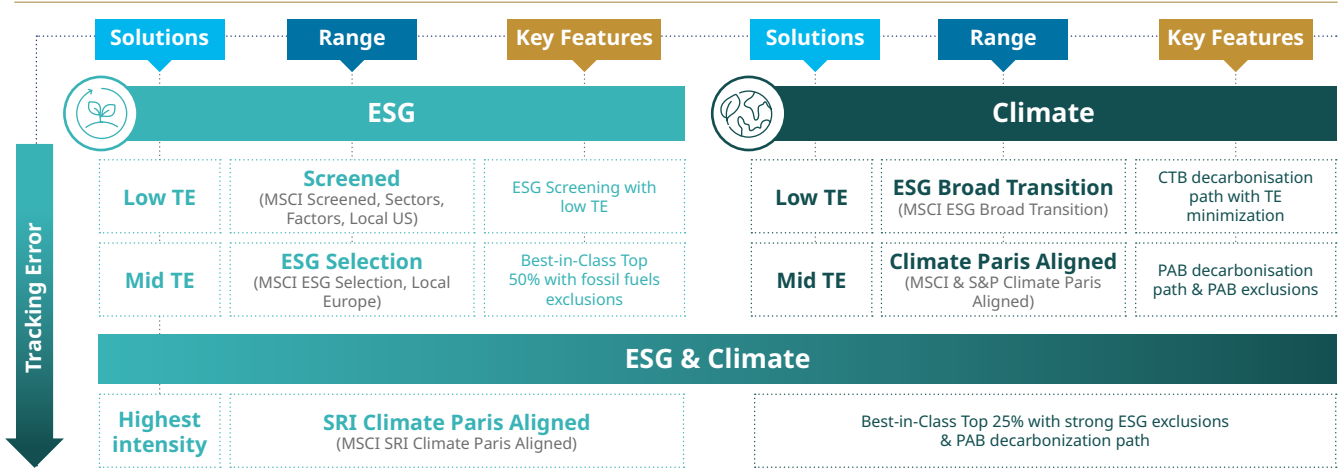 Solutions
Range
Key Features
Solutions
Range
Key Features
ESG
Climate
Tracking Error
Low TE
Screened
(MSCI Screened, Sectors,
Factors, Local US)
ESG Screening with
low TE
Low TE
ESG Broad Transition
(MSCI ESG Broad Transition)
CTB decarbonisation
path with TE
minimization
Mid TE
ESG Selection
(MSCI ESG Selection, Local
Europe)
Best-in-Class Top
50% with fossil fuels
exclusions
Mid TE
Climate Paris Aligned
(MSCI & S&P Climate Paris
Aligned)
PAB decarbonisation
path & PAB exclusions
ESG & Climate
Highest
intensity
SRI Climate Paris Aligned
(MSCI SRI Climate Paris Aligned)
Best-in-Class Top 25% with strong ESG exclusions
& PAB decarbonization path